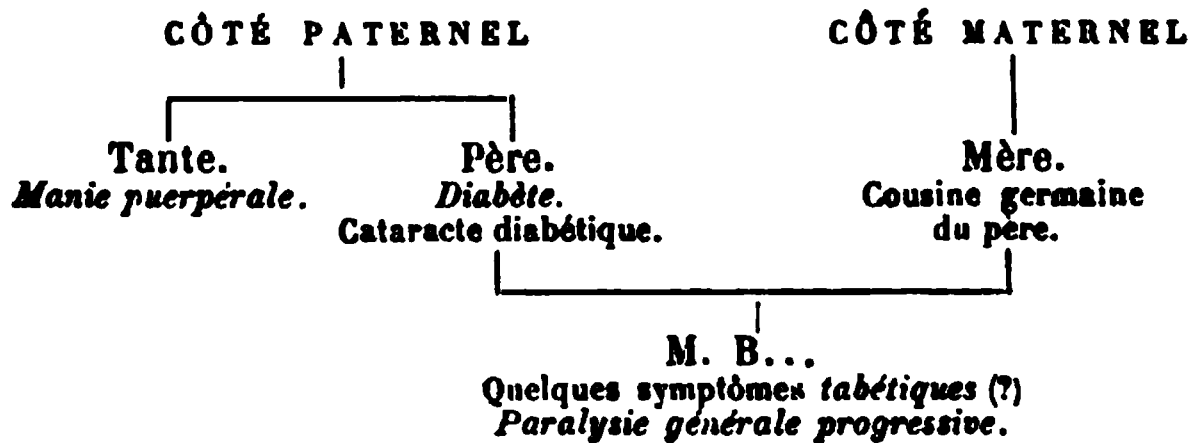 CÔTÉ PATERNEL CÔTÉ MATERNEL
Tante. Père. Mère.
Manie puerpérale. Diabète. Cousine germaine
Cataracte diabétique. du père.
M. B...
Quelques symptômes tabétiques (?)
Paralysie générale progressive.